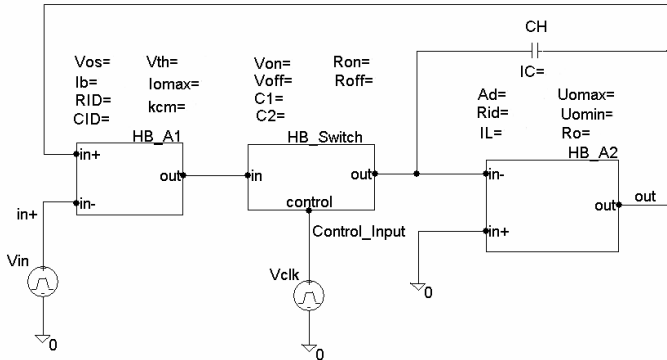 CH
IC=
Vos=
Vth=
Ib=
Iomax=
RID=
kcm=
CID=
HB_A1
in+
in-
out
Von=
Ron=
Voff=
Roff=
C1=
C2=
HB_Switch
in
out
control
Control_Input
Ad=
Uomax=
Rid=
Uomin=
IL=
Ro=
HB_A2
in-
in+
out
out
in+
Vin
0
Vclk
0
0